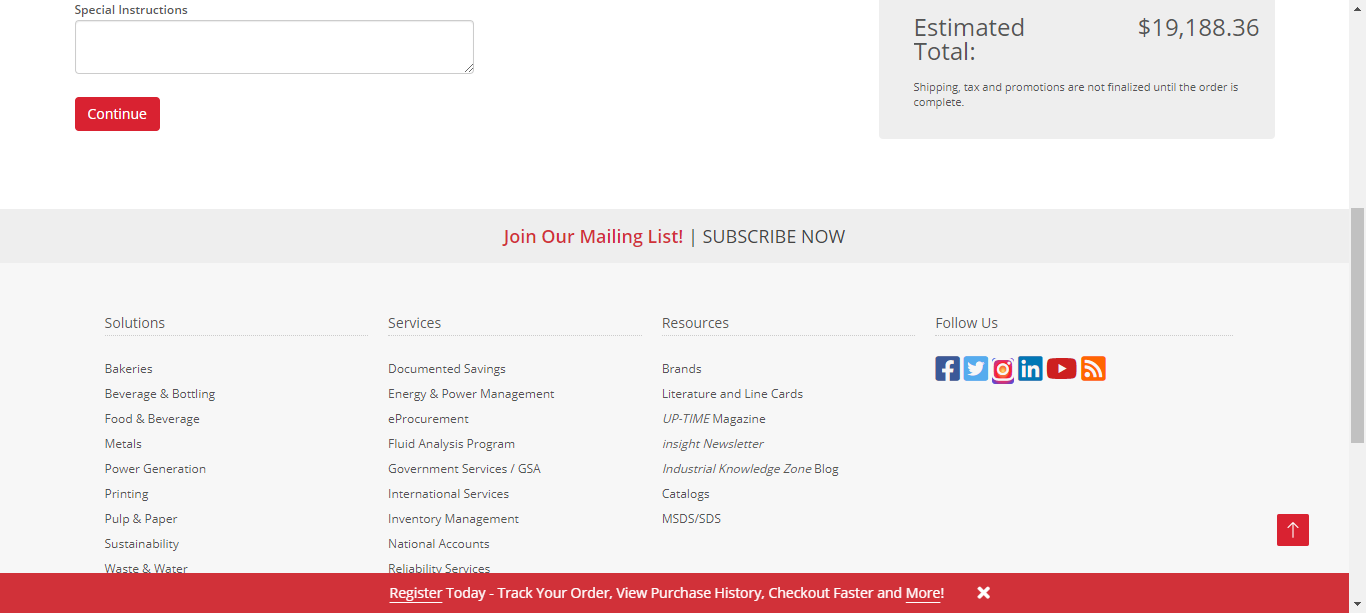 Special Instructions
Continue
Estimated Total: $19,188.36
Shipping, tax and promotions are not finalized until the order is
complete.
Join Our Mailing List! | SUBSCRIBE NOW
Solutions
Bakeries
Beverage & Bottling
Food & Beverage
Metals
Power Generation
Printing
Pulp & Paper
Sustainability
Waste & Water
Services
Documented Savings
Energy & Power Management
eProcurement
Fluid Analysis Program
Government Services / GSA
International Services
Inventory Management
National Accounts
Reliability Services
Resources
Brands
Literature and Line Cards
UP-TIME Magazine
insight Newsletter
Industrial Knowledge Zone Blog
Catalogs
MSDS/SDS
Follow Us
Register Today - Track Your Order, View Purchase History, Checkout Faster and More!